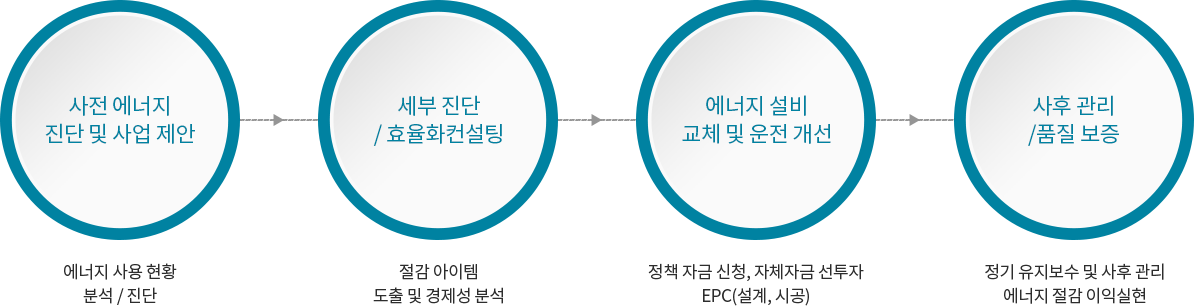 사전 에너지
진단 및 사업 제안
에너지 사용 현황
분석 / 진단
세부 진단
/ 효율화컨설팅
절감 아이템
도출 및 경제성 분석
에너지 설비
교체 및 운전 개선
정책 자금 신청, 자체자금 선투자
EPC(설계, 시공)
사후 관리
/품질 보증
정기 유지보수 및 사후 관리
에너지 절감 이익실현